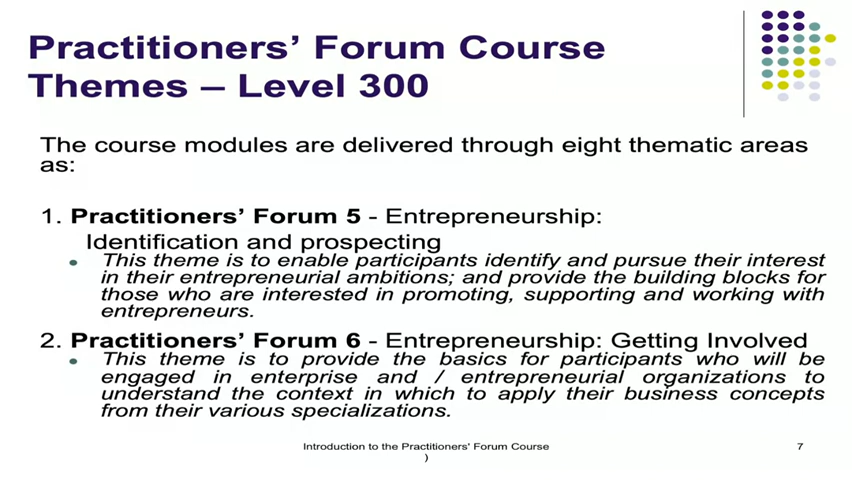 Practitioners’ Forum Course
Themes – Level 300
The course modules are delivered through eight thematic areas
as:
1. Practitioners’ Forum 5 - Entrepreneurship:
Identification and prospecting
• This theme is to enable participants identify and pursue their interest
in their entrepreneurial ambitions; and provide the building blocks for
those who are interested in promoting, supporting and working with
entrepreneurs.
2. Practitioners’ Forum 6 - Entrepreneurship: Getting Involved
• This theme is to provide the basics for participants who will be
engaged in enterprise and / entrepreneurial organizations to
understand the context in which to apply their business concepts
from their various specializations.
Introduction to the Practitioners' Forum Course
)
7